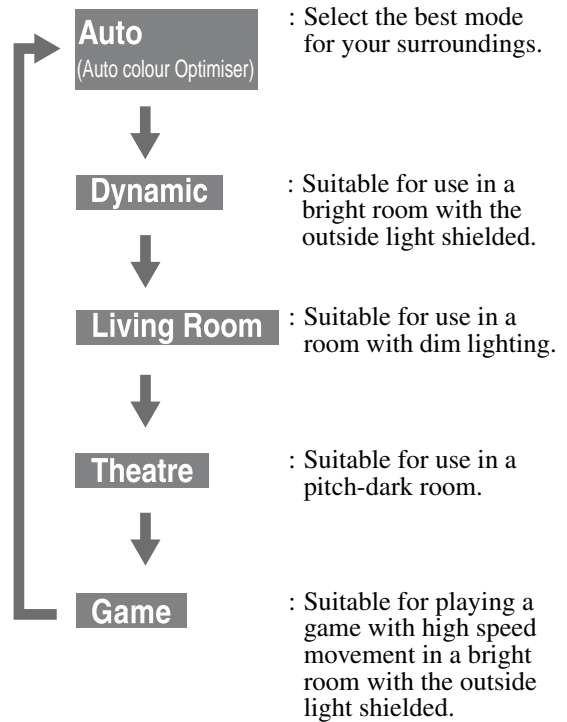 Auto
(Auto colour Optimiser)
: Select the best mode
for your surroundings.
Dynamic
: Suitable for use in a
bright room with the
outside light shielded.
Living Room
: Suitable for use in a
room with dim lighting.
Theatre
: Suitable for use in a
pitch-dark room.
Game
: Suitable for playing a
game with high speed
movement in a bright
room with the outside
light shielded.